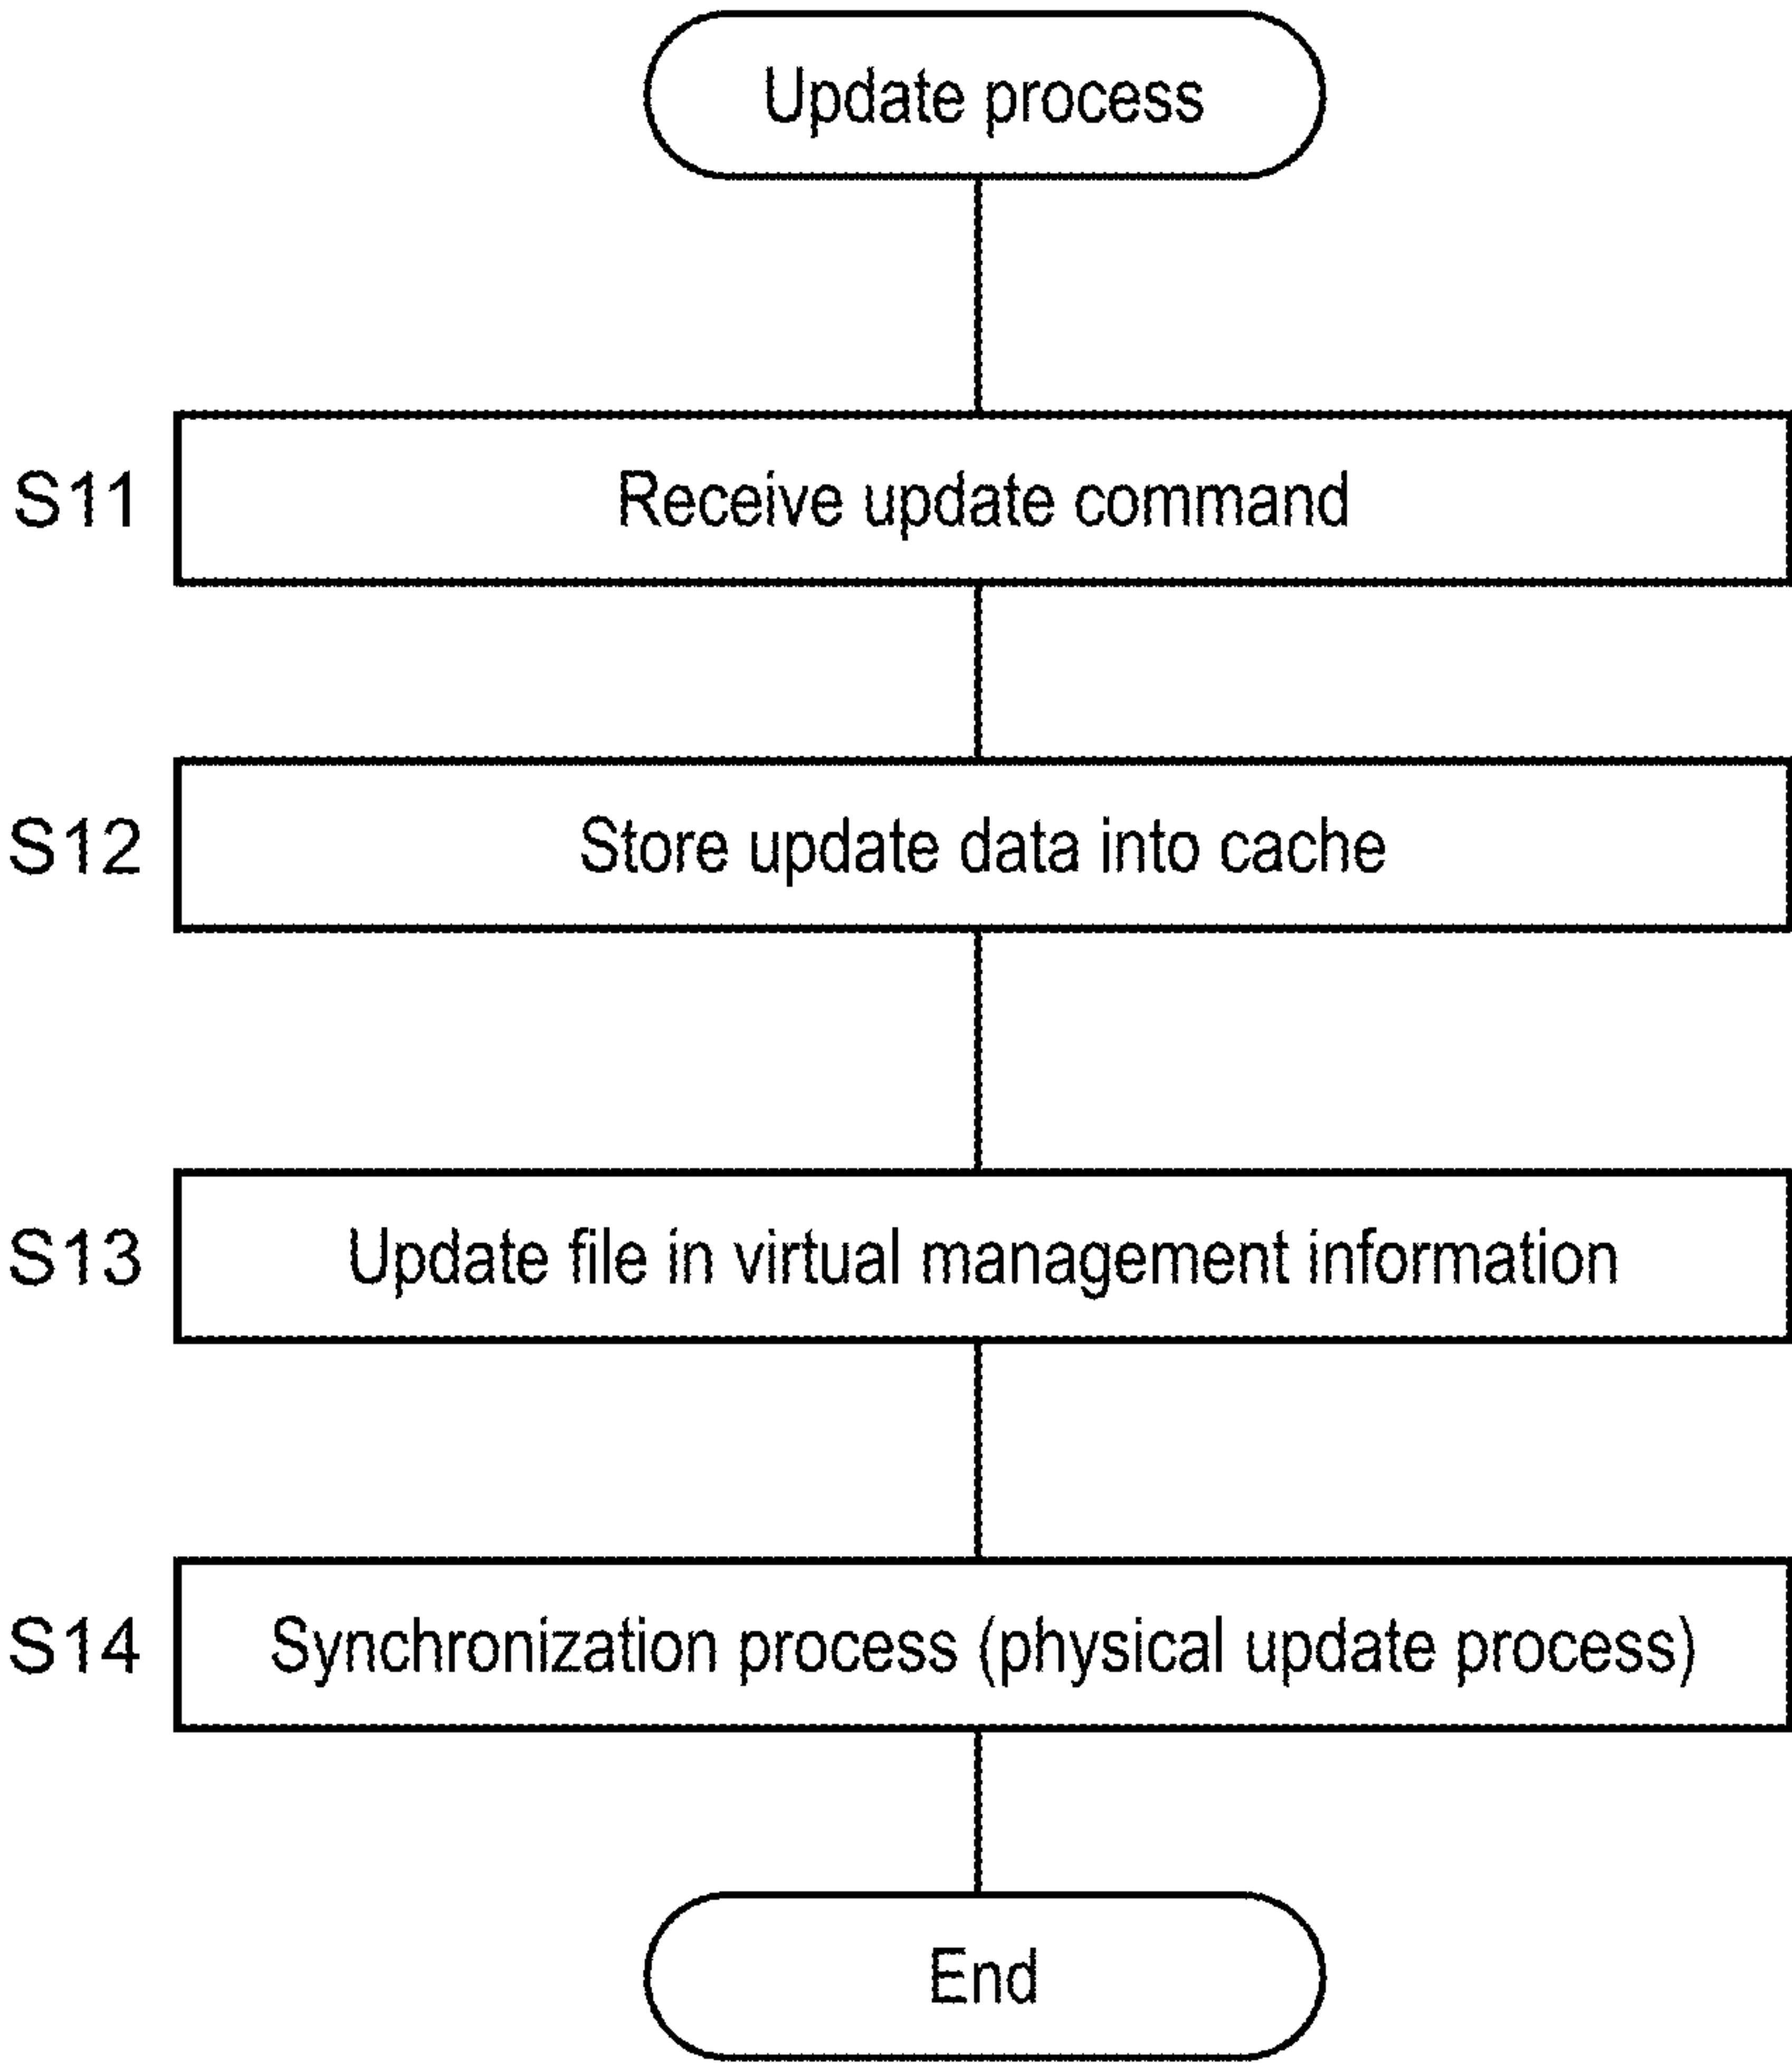 Update process
S11 Receive update command
S12 Store update data into cache
S13 Update file in virtual management information
S14 Synchronization process (physical update process)
End